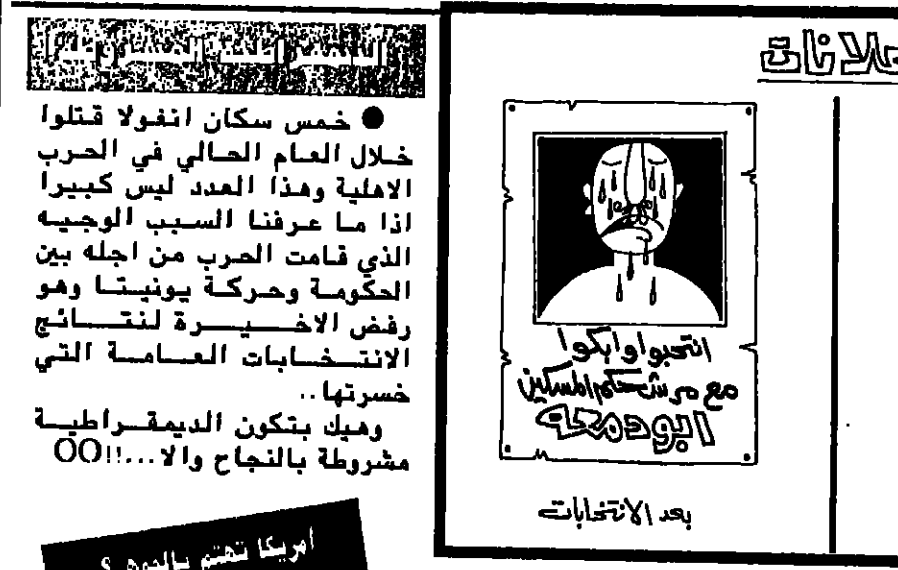 ● خمس سكان انغولا قتلوا
خلال العام الحالي في الحرب
الاهلية وهذا العدد ليس كبيرا
اذا ما عرفنا السبب الوجيه
الذي قامت الحرب من اجله بين
الحكومة وحركة يونيتا وهو
رفض الاخيرة لنتائج
الانتخابات العامة التي
خسرتها..
وهيك بتكون الديمقراطية
مشروطة بالنجاح والا...!!OO
انتحبوا وابكوا
مع مرشحكم المسكين
ابو دمعه
بعد الانتخابات
امريكا تهتم